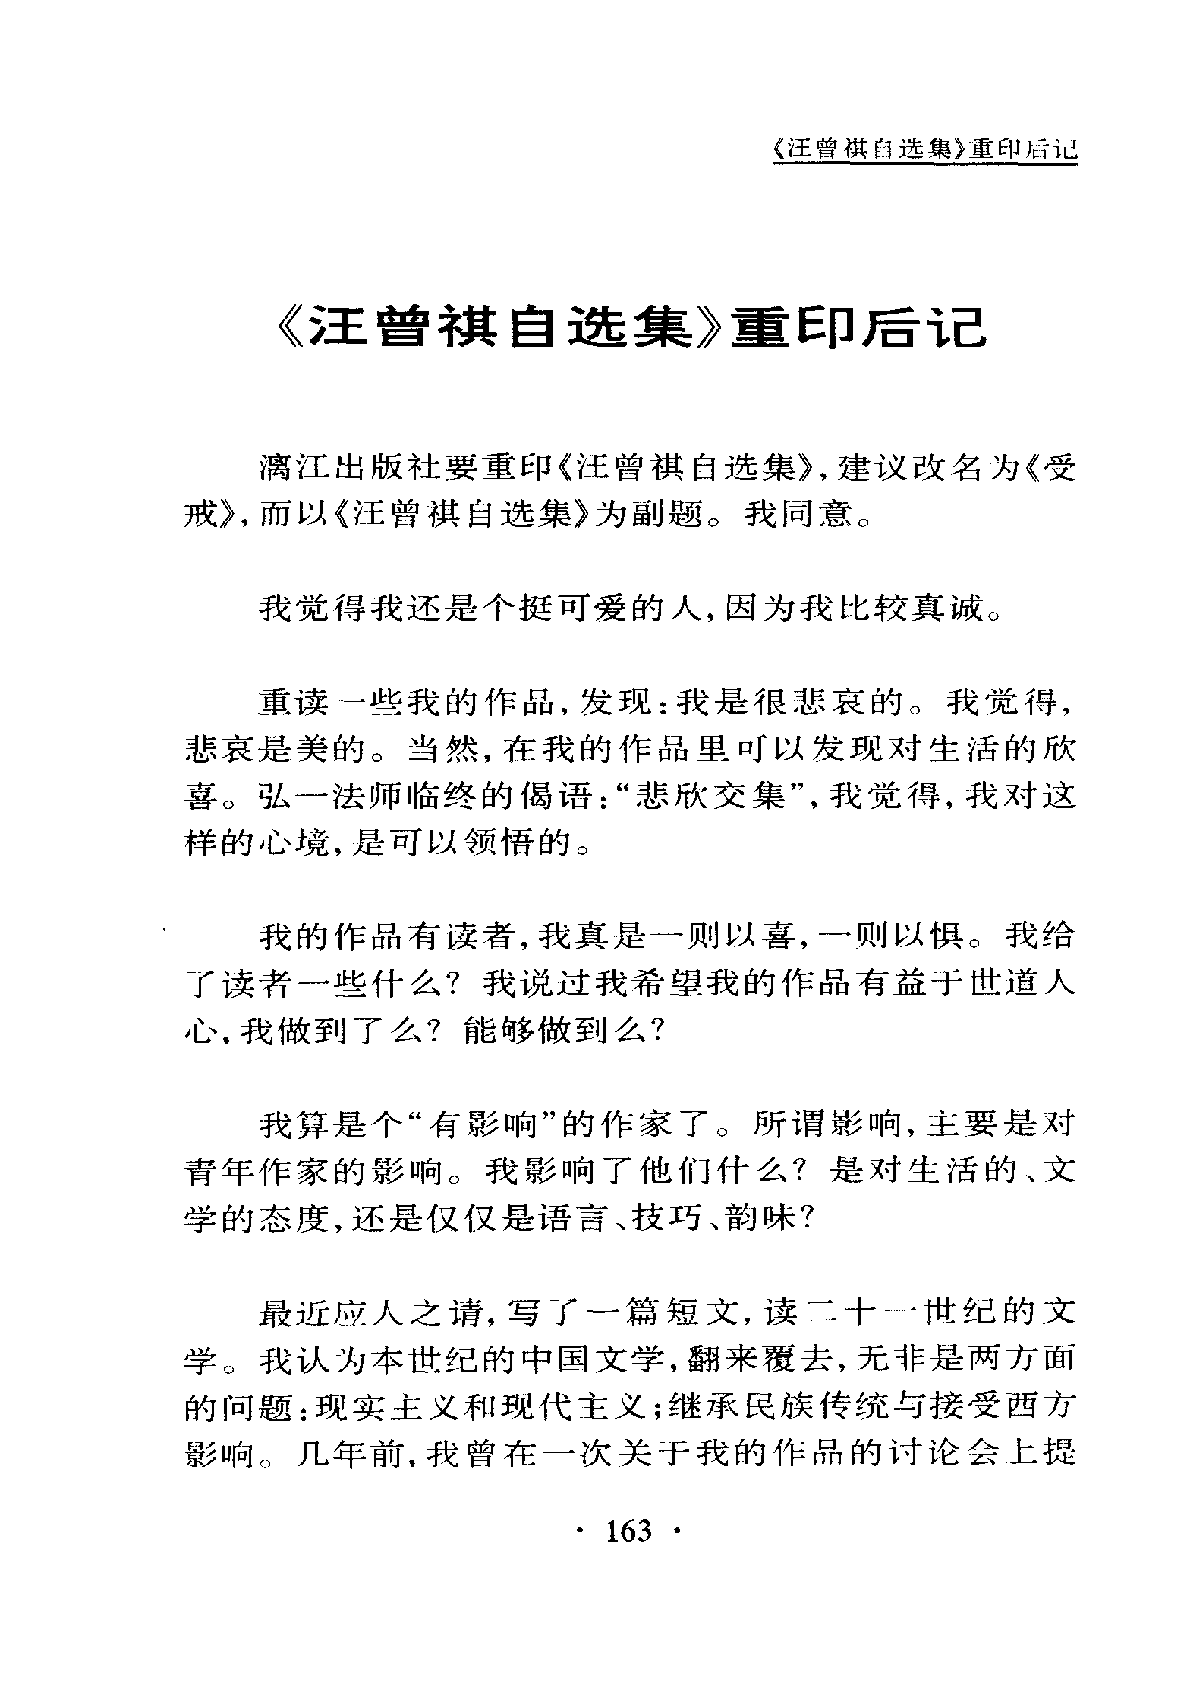 《汪曾祺自选集》重印后记
《汪曾祺自选集》重印后记
漓江出版社要重印《汪曾祺自选集》,建议改名为《受
戒》,而以《汪曾祺自选集》为副题。我同意。
我觉得我还是个挺可爱的人,因为我比较真诚。
重读一些我的作品,发现:我是很悲哀的。我觉得,
悲哀是美的。当然,在我的作品里可以发现对生活的欣
喜。弘一法师临终的偈语:“悲欣交集”,我觉得,我对这
样的心境,是可以领悟的。
我的作品有读者,我真是一则以喜,一则以惧。我给
了读者一些什么?我说过我希望我的作品有益于世道人
心,我做到了么?能够做到么?
我算是个“有影响”的作家了。所谓影响,主要是对
青年作家的影响。我影响了他们什么?是对生活的、文
学的态度,还是仅仅是语言、技巧、韵味?
最近应人之请,写了一篇短文,读二十一世纪的文
学。我认为本世纪的中国文学,翻来覆去,无非是两方面
的问题:现实主义和现代主义;继承民族传统与接受西方
影响。几年前,我曾在一次关于我的作品的讨论会上提
· 163 ·